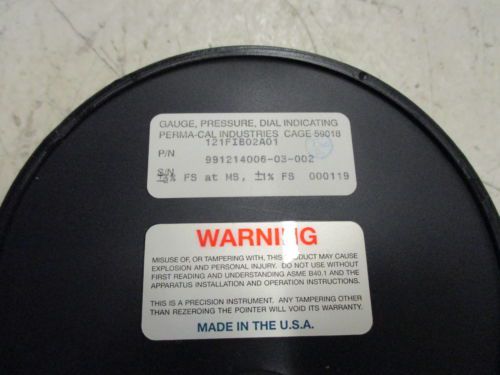 GAUGE, PRESSURE, DIAL INDICATING
PERMA-CAL INDUSTRIES CAGE 59018
121FIB02A01
P/N 991214006-03-002
S/N
FS at MS, ±1% FS 000119
WARNING
MISUSE OF, OR TAMPERING WITH, THIS PRODUCT MAY CAUSE
EXPLOSION AND PERSONAL INJURY. DO NOT USE WITHOUT
FIRST READING AND UNDERSTANDING ASME B40.1 AND THE
APPARATUS INSTALLATION AND OPERATION INSTRUCTIONS.
THIS IS A PRECISION INSTRUMENT. ANY TAMPERING OTHER
THAN REZEROING THE POINTER WILL VOID ITS WARRANTY.
MADE IN THE U.S.A.